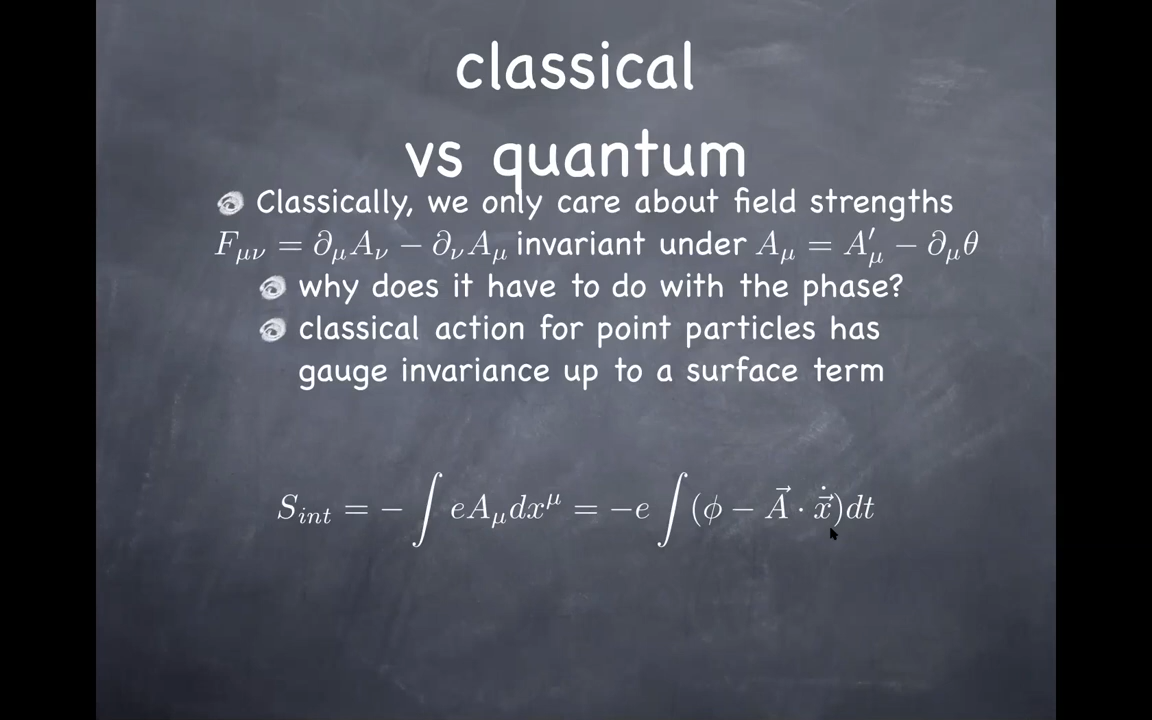 classical
vs quantum
Classically, we only care about field strengths
$F_{\mu\nu} = \partial_\mu A_\nu - \partial_\nu A_\mu$ invariant under $A_\mu = A'_\mu - \partial_\mu \theta$
why does it have to do with the phase?
classical action for point particles has
gauge invariance up to a surface term
$S_{int} = -\int e A_\mu dx^\mu = -e \int (\phi - \vec{A} \cdot \dot{\vec{x}}) dt$